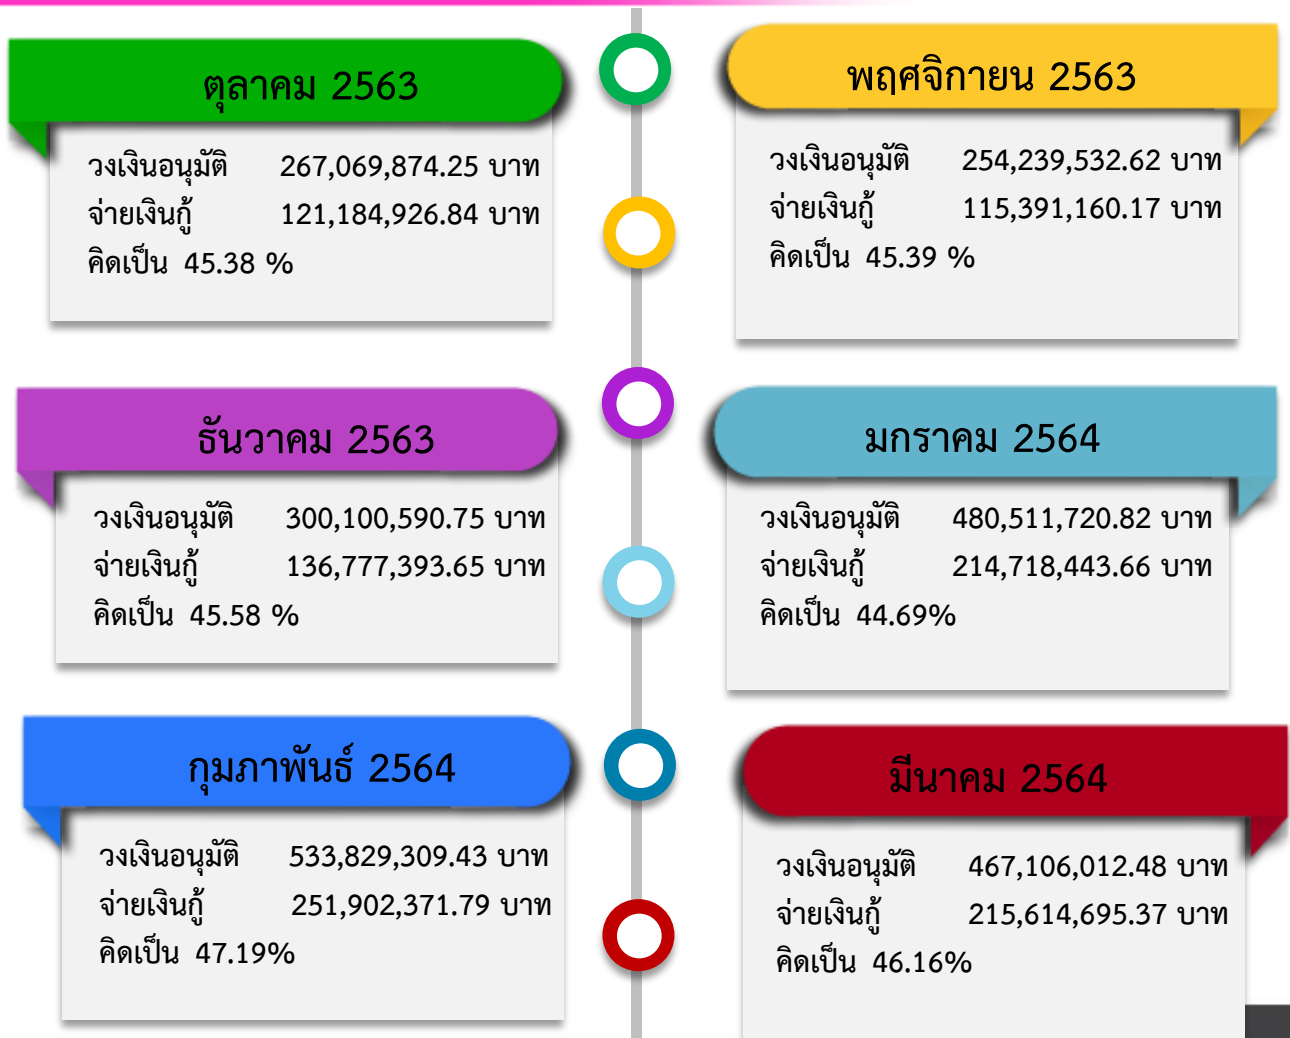 ตุลาคม 2563
วงเงินอนุมัติ 267,069,874.25 บาท
จ่ายเงินกู้ 121,184,926.84 บาท
คิดเป็น 45.38 %
พฤศจิกายน 2563
วงเงินอนุมัติ 254,239,532.62 บาท
จ่ายเงินกู้ 115,391,160.17 บาท
คิดเป็น 45.39 %
ธันวาคม 2563
วงเงินอนุมัติ 300,100,590.75 บาท
จ่ายเงินกู้ 136,777,393.65 บาท
คิดเป็น 45.58 %
มกราคม 2564
วงเงินอนุมัติ 480,511,720.82 บาท
จ่ายเงินกู้ 214,718,443.66 บาท
คิดเป็น 44.69%
กุมภาพันธ์ 2564
วงเงินอนุมัติ 533,829,309.43 บาท
จ่ายเงินกู้ 251,902,371.79 บาท
คิดเป็น 47.19%
มีนาคม 2564
วงเงินอนุมัติ 467,106,012.48 บาท
จ่ายเงินกู้ 215,614,695.37 บาท
คิดเป็น 46.16%